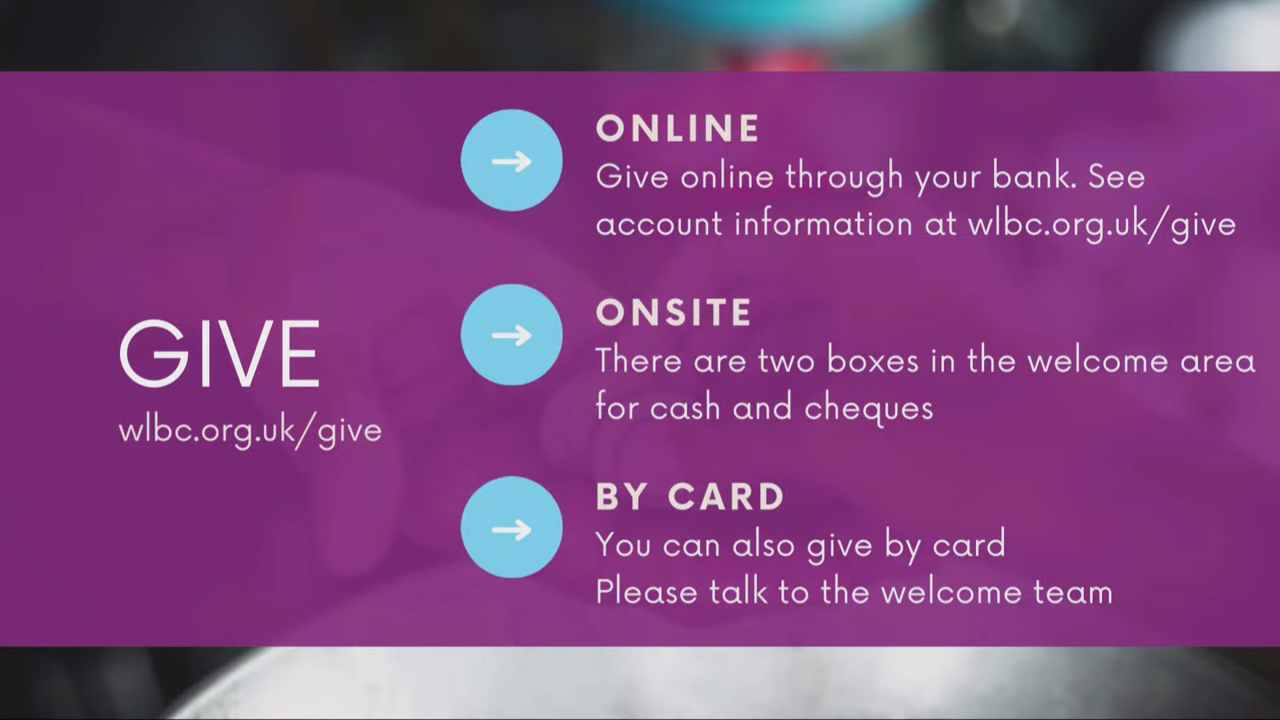 GIVE
wlbc.org.uk/give
ONLINE
Give online through your bank. See
account information at wlbc.org.uk/give
ONSITE
There are two boxes in the welcome area
for cash and cheques
BY CARD
You can also give by card
Please talk to the welcome team